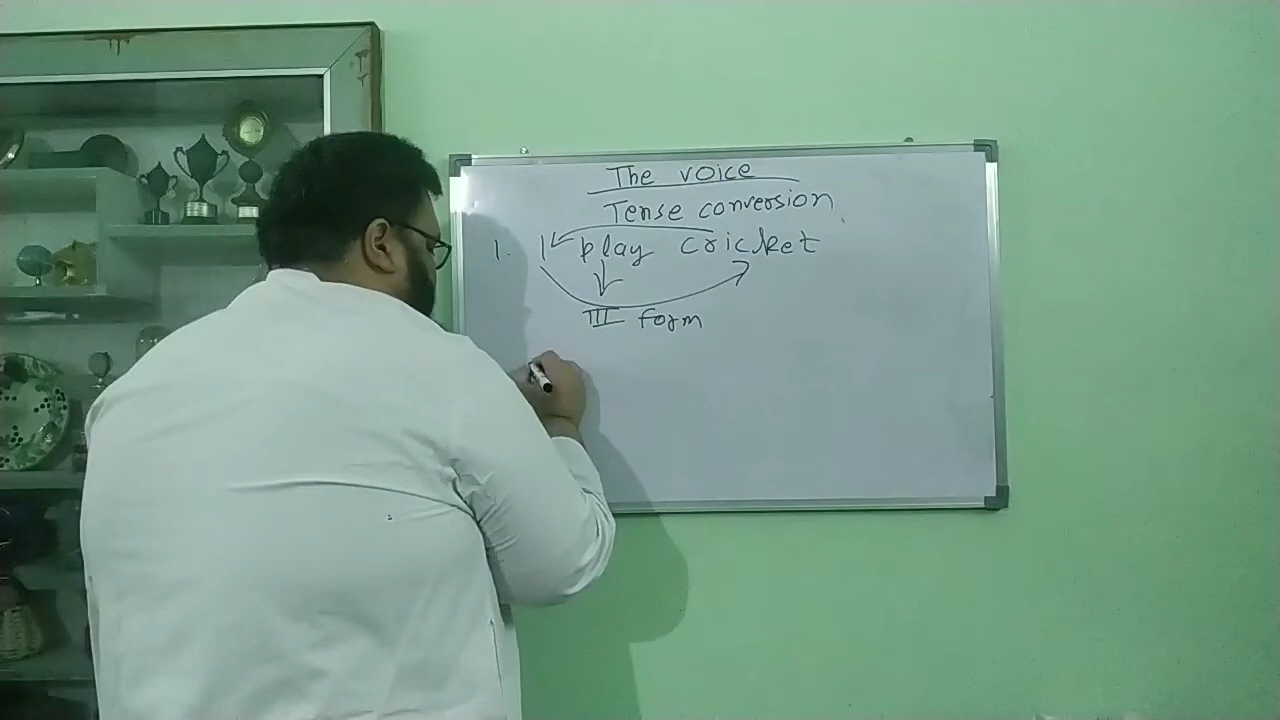 The voice
Tense conversion
1. I play cricket
III form